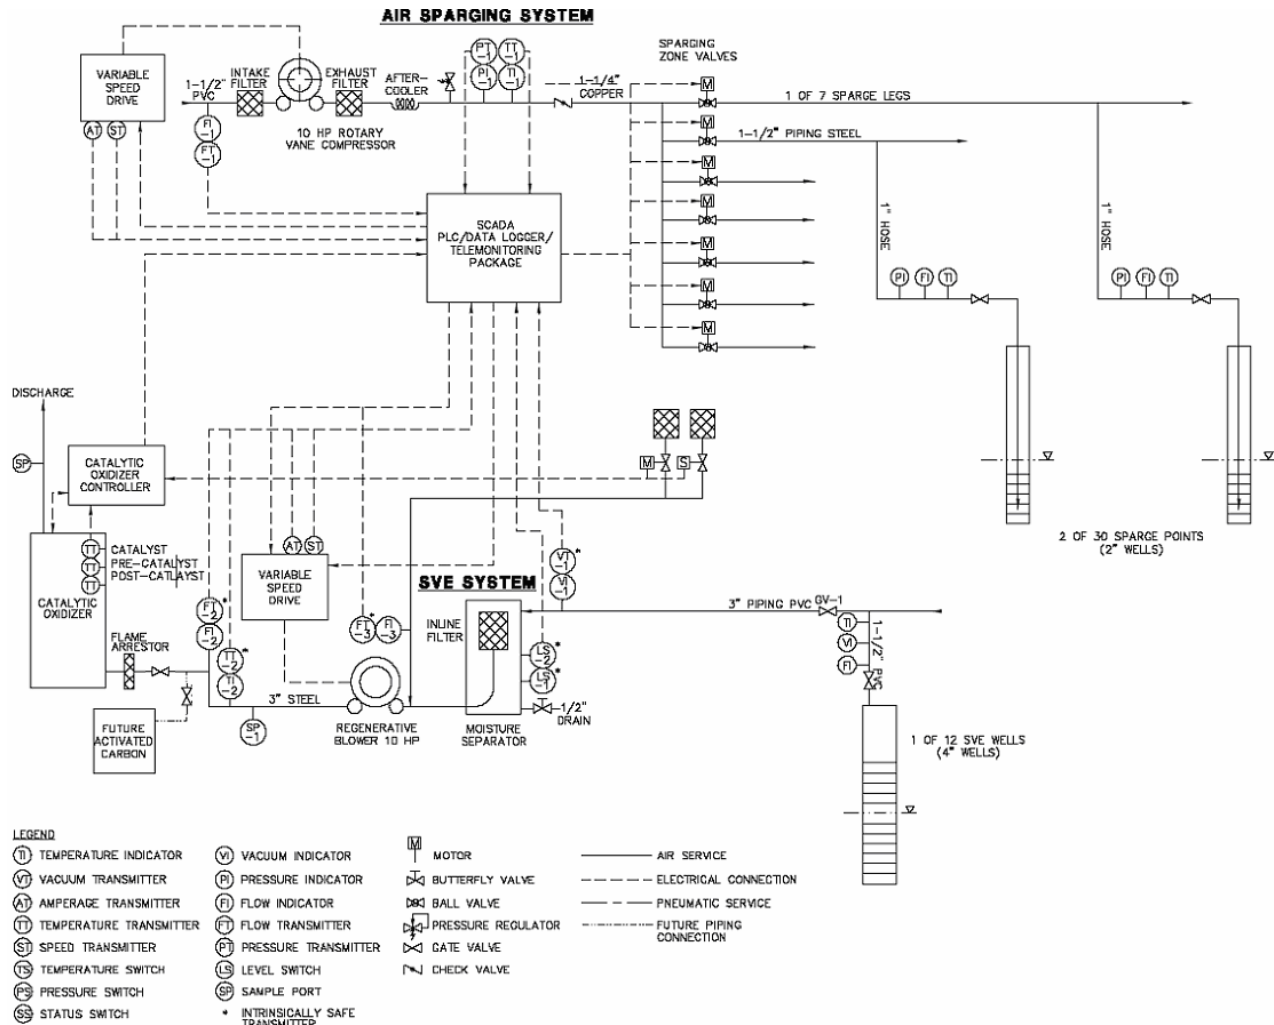 AIR SPARGING SYSTEM
VARIABLE
SPEED
DRIVE
AT
ST
1-1/2"
PVC
INTAKE
FILTER
EXHAUST
FILTER
AFTER-
COOLER
10 HP ROTARY
VANE COMPRESSOR
FI
-1
FT
-1
PT
-1
TT
-1
PI
-1
TI
-1
1-1/4"
COPPER
SPARGING
ZONE VALVES
M
M
M
M
M
M
M
1 OF 7 SPARGE LEGS
1-1/2" PIPING STEEL
1" HOSE
1" HOSE
PI
FI
TI
PI
FI
TI
SCADA
PLC/DATA LOGGER/
TELEMONITORING
PACKAGE
2 OF 30 SPARGE POINTS
(2" WELLS)
DISCHARGE
SP
CATALYTIC
OXIDIZER
CONTROLLER
M
S
TT
CATALYST
TT
PRE-CATALYST
TT
POST-CATLAYST
CATALYTIC
OXIDIZER
FLAME
ARRESTOR
FUTURE
ACTIVATED
CARBON
AT
ST
VARIABLE
SPEED
DRIVE
FT
-2
*
FI
-2
TT
-2
*
TI
-2
3" STEEL
SP
-1
FT
-3
*
FI
-3
REGENERATIVE
BLOWER 10 HP
SVE SYSTEM
INLINE
FILTER
MOISTURE
SEPARATOR
VT
-1
*
VI
-1
LS
-2
*
LS
-1
*
1/2"
DRAIN
3" PIPING PVC
GV-1
TI
VI
FI
1-1/2" PVC
1 OF 12 SVE WELLS
(4" WELLS)
LEGEND
TI TEMPERATURE INDICATOR
VT VACUUM TRANSMITTER
AT AMPERAGE TRANSMITTER
TT TEMPERATURE TRANSMITTER
ST SPEED TRANSMITTER
TS TEMPERATURE SWITCH
PS PRESSURE SWITCH
SS STATUS SWITCH
VI VACUUM INDICATOR
PI PRESSURE INDICATOR
FI FLOW INDICATOR
FT FLOW TRANSMITTER
PT PRESSURE TRANSMITTER
LS LEVEL SWITCH
SP SAMPLE PORT
* INTRINSICALLY SAFE
TRANSMITTER
M MOTOR
BUTTERFLY VALVE
BALL VALVE
PRESSURE REGULATOR
GATE VALVE
CHECK VALVE
AIR SERVICE
ELECTRICAL CONNECTION
PNEUMATIC SERVICE
FUTURE PIPING
CONNECTION